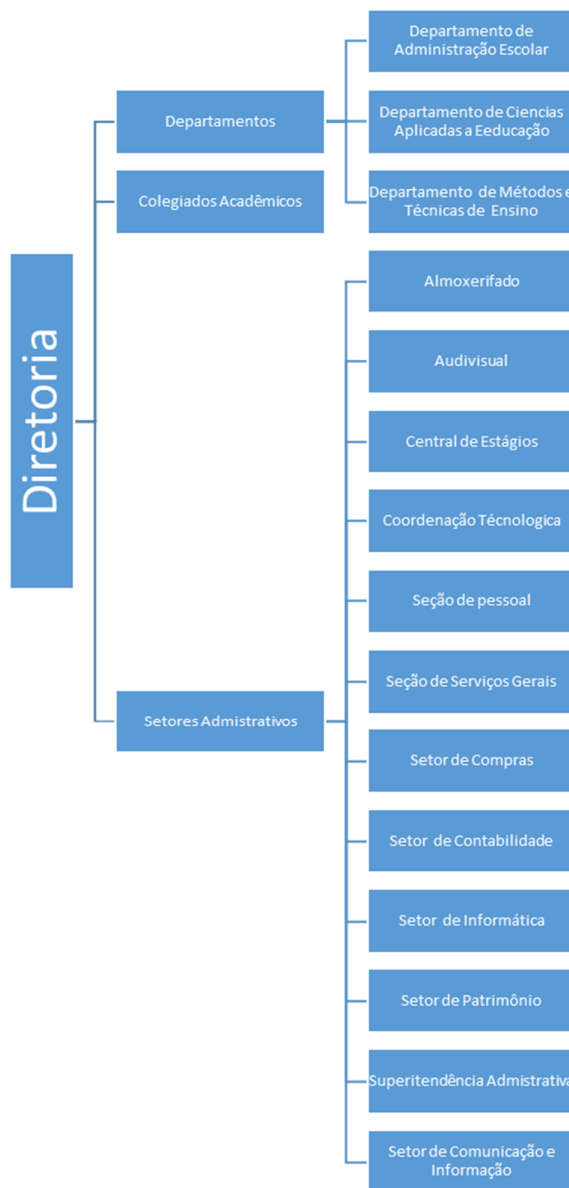 Diretoria
Departamentos
Departamento de
Administração Escolar
Departamento de Ciencias
Aplicadas a Eeducação
Departamento de Métodos e
Técnicas de Ensino
Colegiados Acadêmicos
Setores Admistrativos
Almoxerifado
Audivisual
Central de Estágios
Coordenação Técnologica
Seção de pessoal
Seção de Serviços Gerais
Setor de Compras
Setor de Contabilidade
Setor de Informática
Setor de Patrimônio
Superitendência Admistrativa
Setor de Comunicação e
Informação